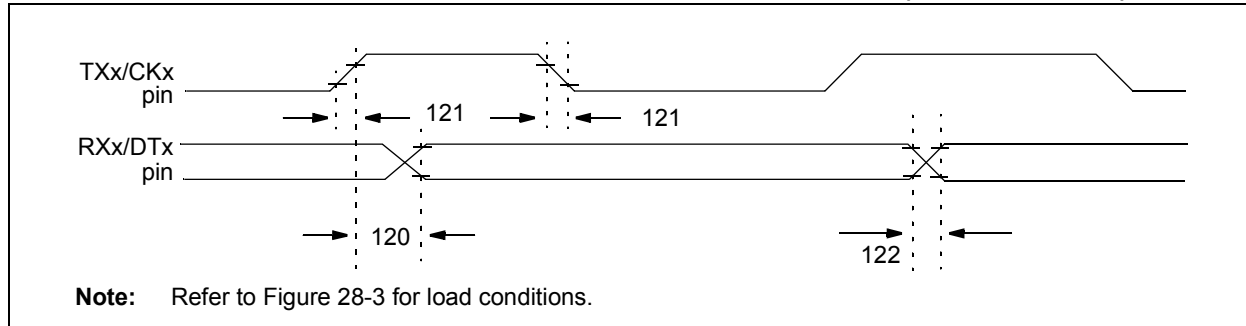 TXx/CKx
pin
121
121
RXx/DTx
pin
120
122
Note: Refer to Figure 28-3 for load conditions.